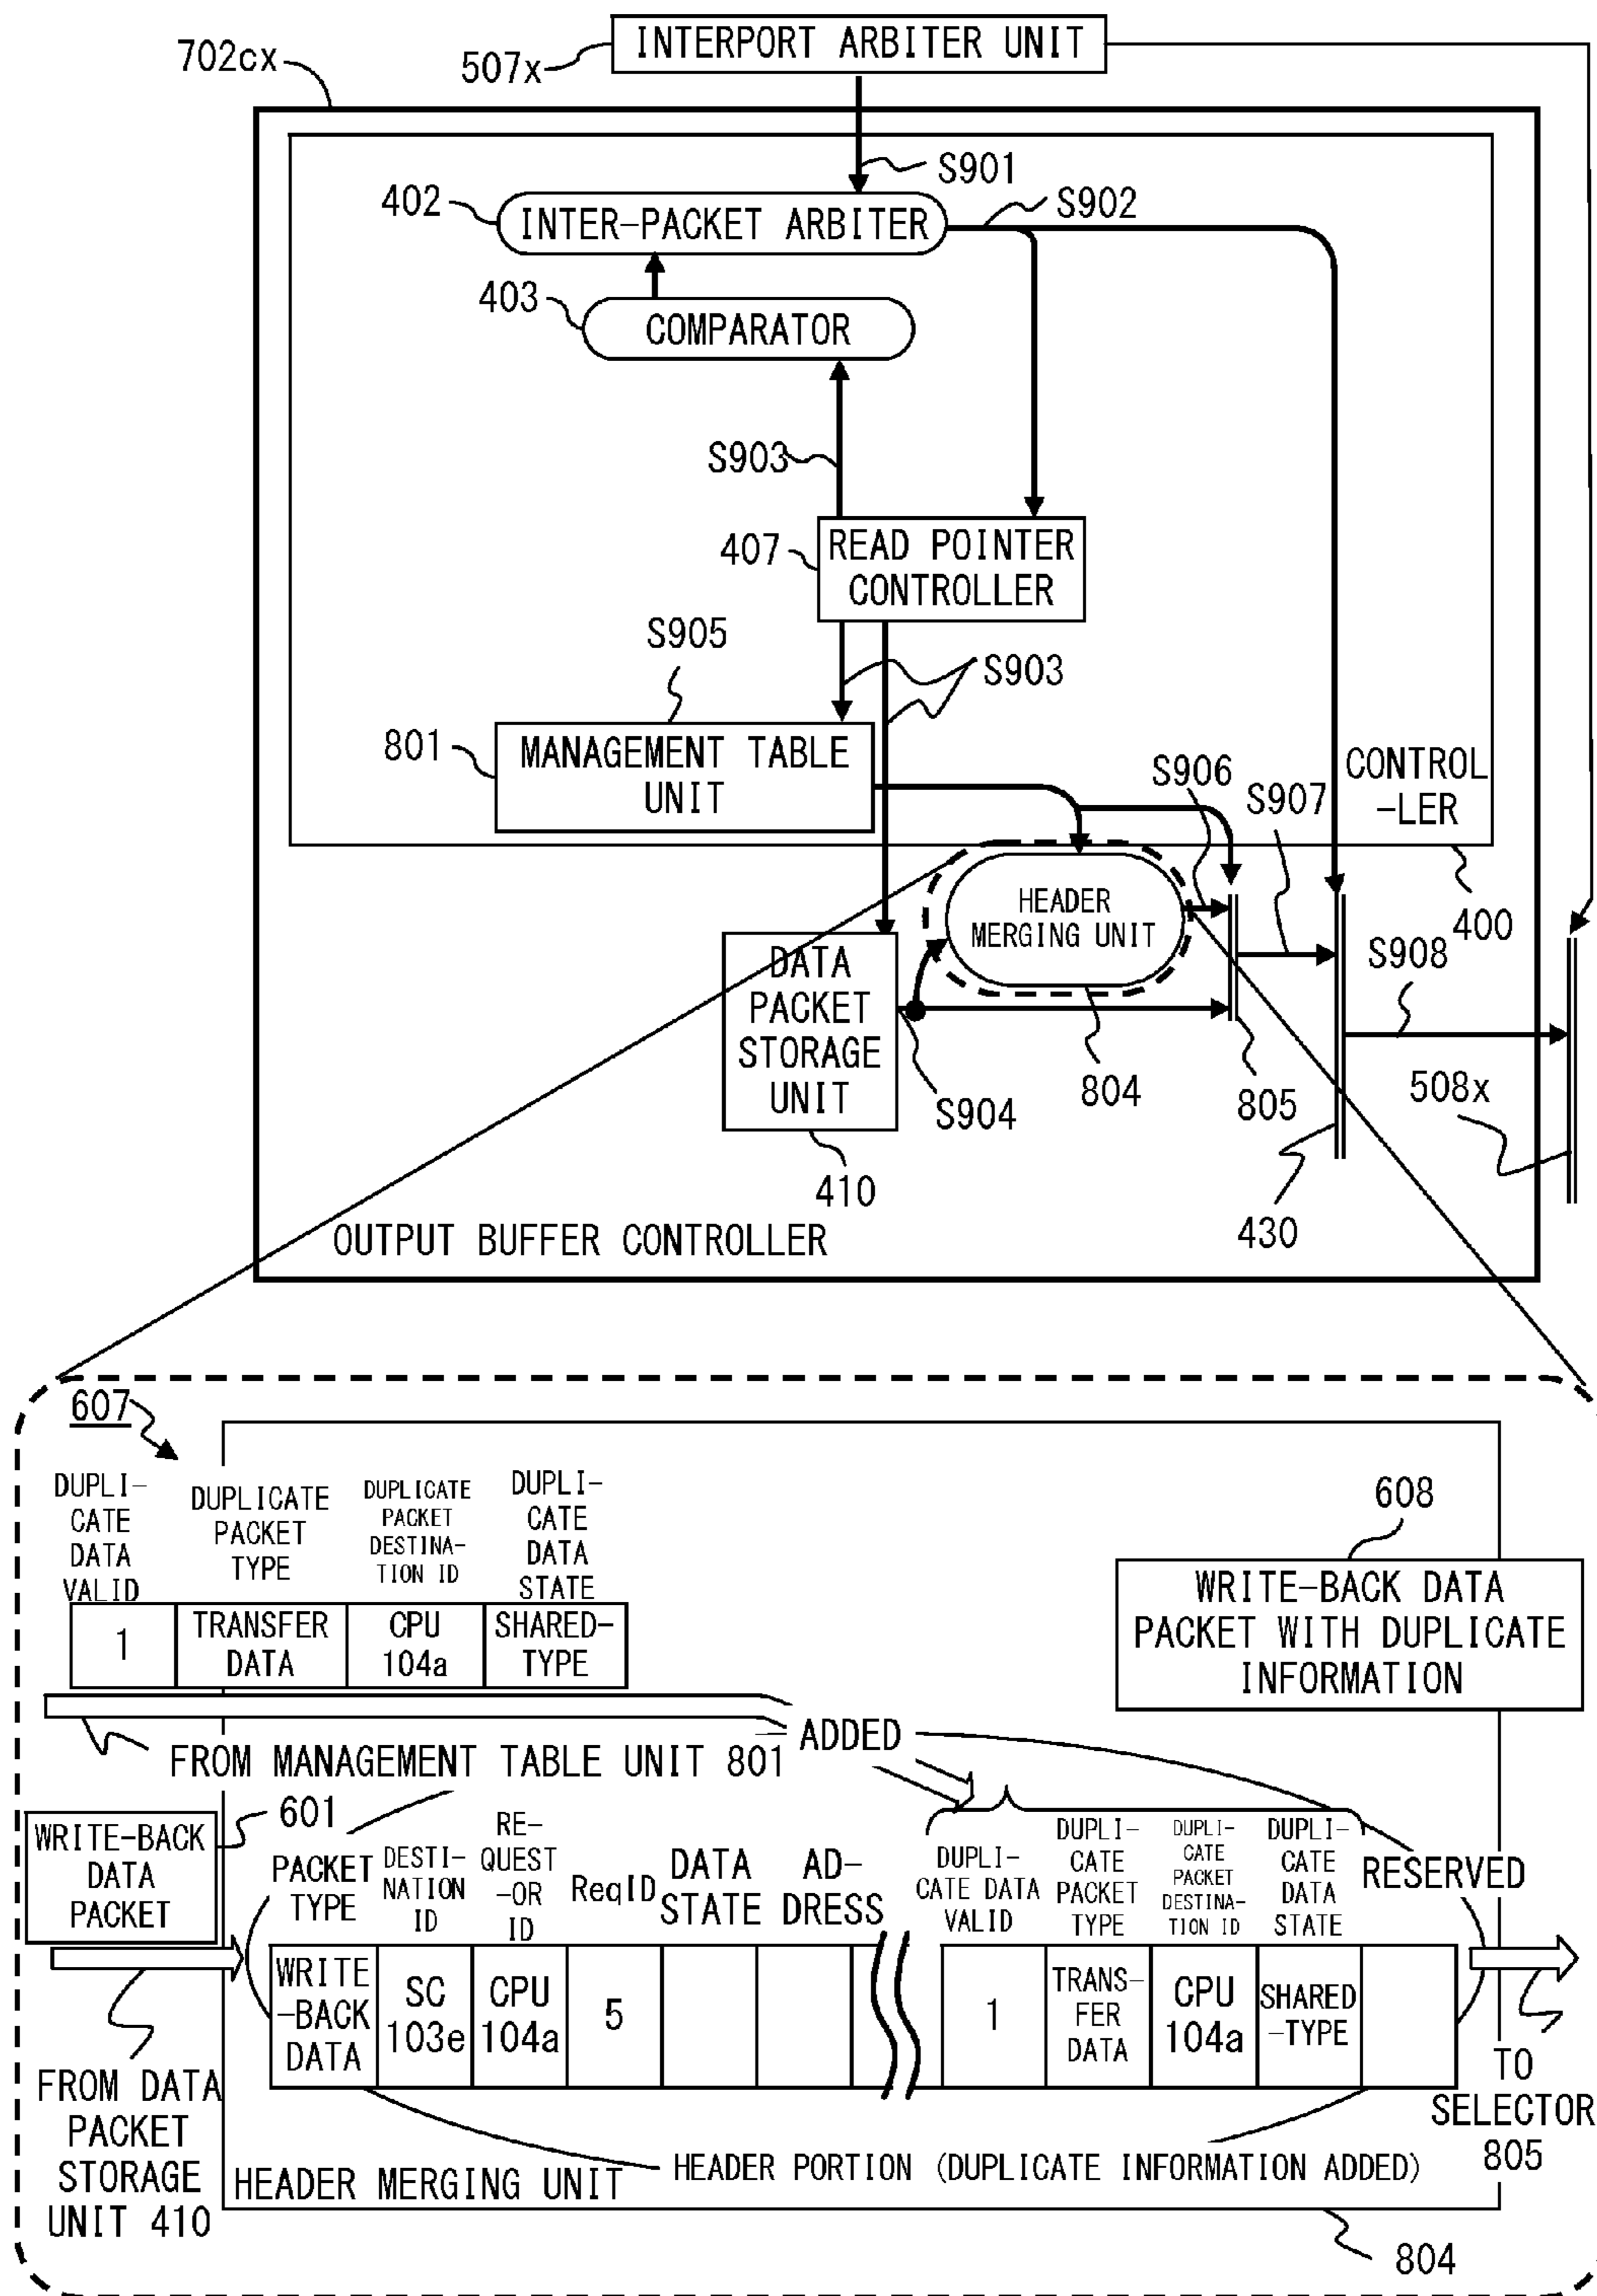 INTERPORT ARBITER UNIT
702cx
507x
S901
402
INTER-PACKET ARBITER
S902
403
COMPARATOR
S903
407
READ POINTER
CONTROLLER
S905
S903
801
MANAGEMENT TABLE
UNIT
S906
S907
CONTROL
-LER
400
HEADER
MERGING UNIT
S908
DATA
PACKET
STORAGE
UNIT
S904
804
805
508x
410
430
OUTPUT BUFFER CONTROLLER
607
DUPLI-
CATE
DATA
VALID
DUPLICATE
PACKET
TYPE
DUPLICATE
PACKET
DESTINA-
TION ID
DUPLI-
CATE
DATA
STATE
1
TRANSFER
DATA
CPU
104a
SHARED-
TYPE
608
WRITE-BACK DATA
PACKET WITH DUPLICATE
INFORMATION
ADDED
FROM MANAGEMENT TABLE UNIT 801
601
WRITE-BACK
DATA
PACKET
PACKET
TYPE
DESTI-
NATION
ID
RE-
QUEST
-OR
ID
ReqID
DATA
STATE
AD-
DRESS
DUPLI-
CATE DATA
VALID
DUPLI-
CATE
PACKET
TYPE
DUPLI-
CATE
PACKET
DESTINA-
TION ID
DUPLI-
CATE
DATA
STATE
RESERVED
WRITE
-BACK
DATA
SC
103e
CPU
104a
5
1
TRANS-
FER
DATA
CPU
104a
SHARED
-TYPE
FROM DATA
PACKET
STORAGE
UNIT 410
TO
SELECTOR
805
HEADER MERGING UNIT
HEADER PORTION (DUPLICATE INFORMATION ADDED)
804